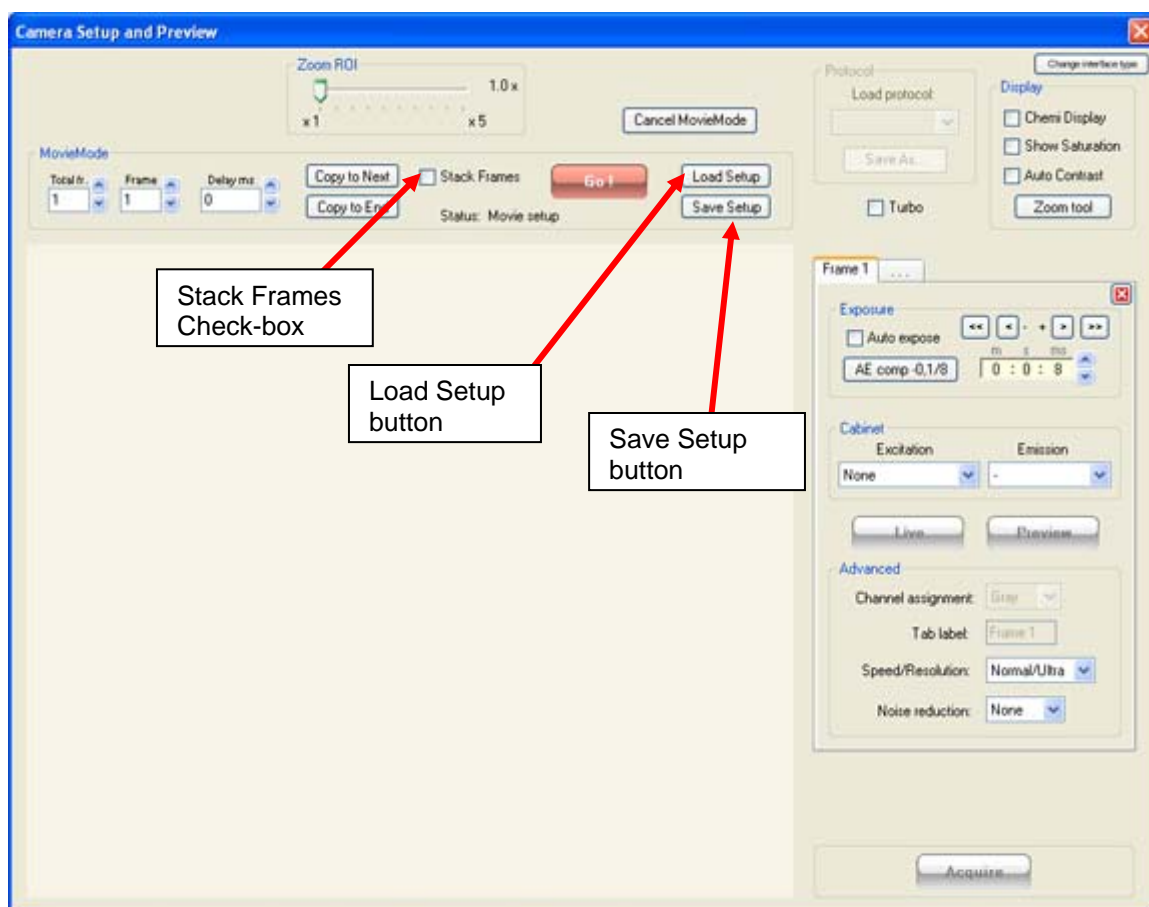 Camera Setup and Preview
Change interface type
Zoom ROI
1.0 x
x 1
x 5
Cancel MovieMode
Protocol
Load protocol:
Save As...
Turbo
Display
Chemi Display
Show Saturation
Auto Contrast
Zoom tool
MovieMode
Total fr.
Frame
Delay ms
1
1
0
Copy to Next
Copy to End
Stack Frames
Status: Movie setup
Go !
Load Setup
Save Setup
Stack Frames
Check-box
Load Setup
button
Save Setup
button
Frame 1
. . .
Exposure
Auto expose
<< < - + > >>
m s ms
AE comp -0,1/8
0 : 0 : 8
Cabinet
Excitation
Emission
None
-
Live
Preview
Advanced
Channel assignment:
Gray
Tab label:
Frame 1
Speed/Resolution:
Normal/Ultra
Noise reduction:
None
Acquire